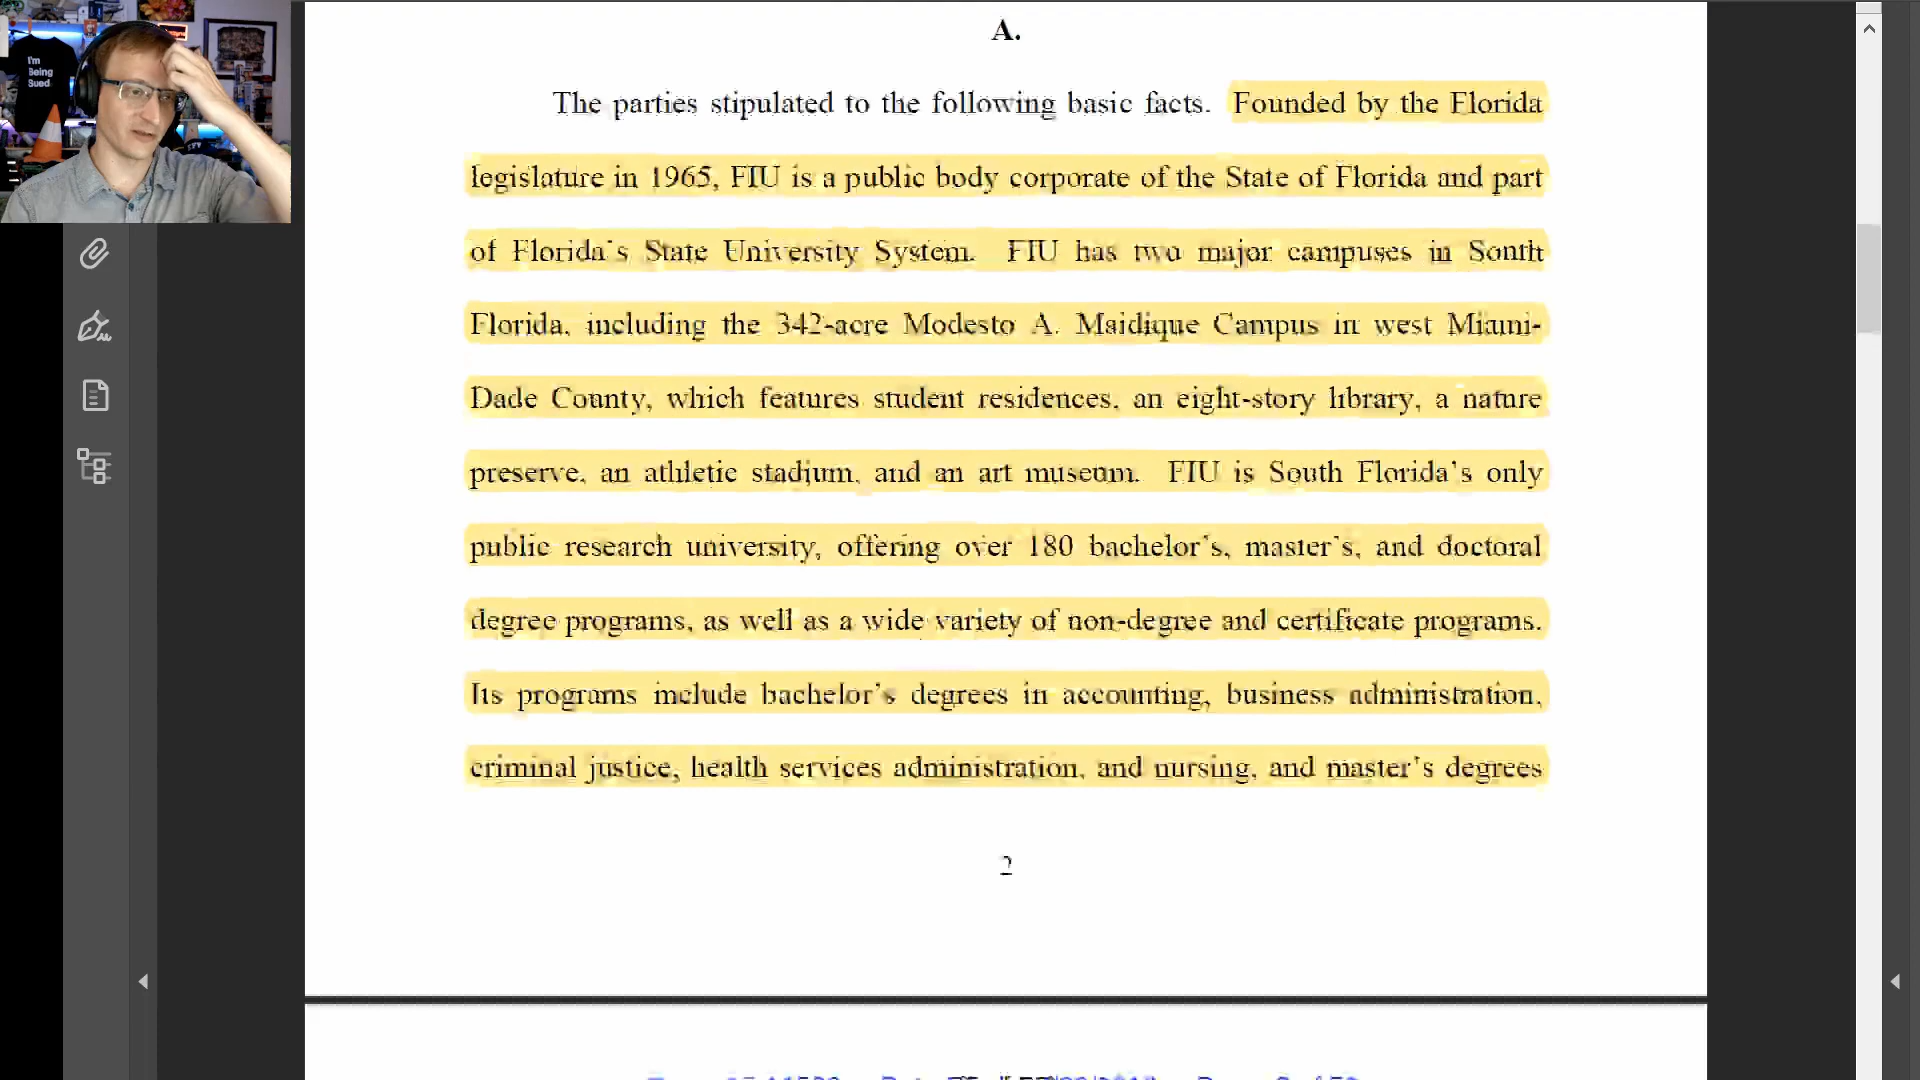 I'm
Being
Sued
A.
The parties stipulated to the following basic facts. Founded by the Florida
legislature in 1965, FIU is a public body corporate of the State of Florida and part
of Florida's State University System. FIU has two major campuses in South
Florida, including the 342-acre Modesto A. Maidique Campus in west Miami-
Dade County, which features student residences, an eight-story library, a nature
preserve, an athletic stadium, and an art museum. FIU is South Florida's only
public research university, offering over 180 bachelor's, master's, and doctoral
degree programs, as well as a wide variety of non-degree and certificate programs.
Its programs include bachelor's degrees in accounting, business administration,
criminal justice, health services administration, and nursing, and master's degrees
2